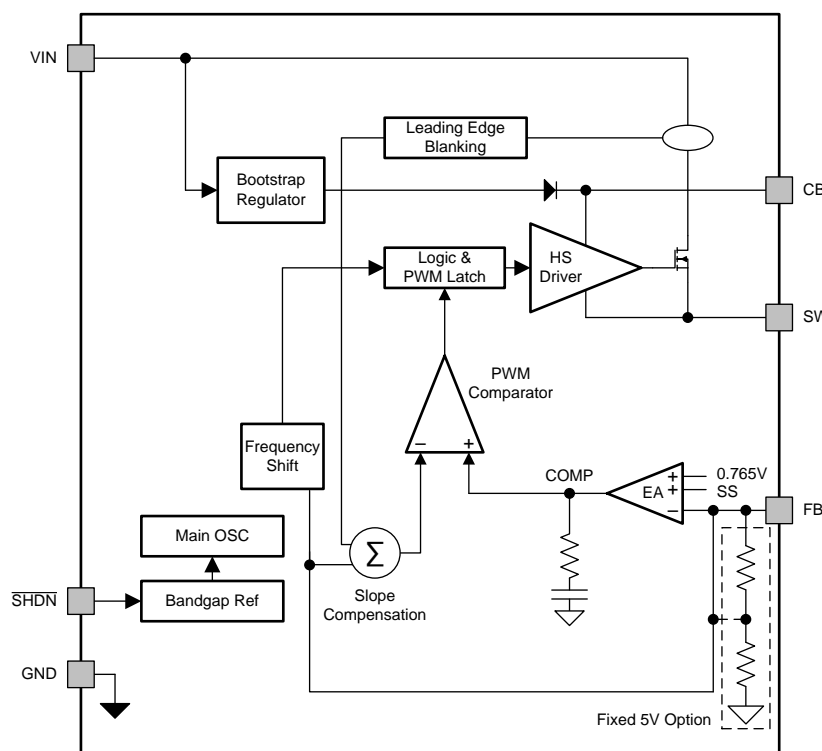 VIN
Leading Edge
Blanking
Bootstrap
Regulator
CB
Logic &
PWM Latch
HS
Driver
SW
PWM
Comparator
− +
Frequency
Shift
COMP
EA
+
+
−
0.765V
SS
FB
Main OSC
Σ
SHDN
Bandgap Ref
Slope
Compensation
GND
Fixed 5V Option